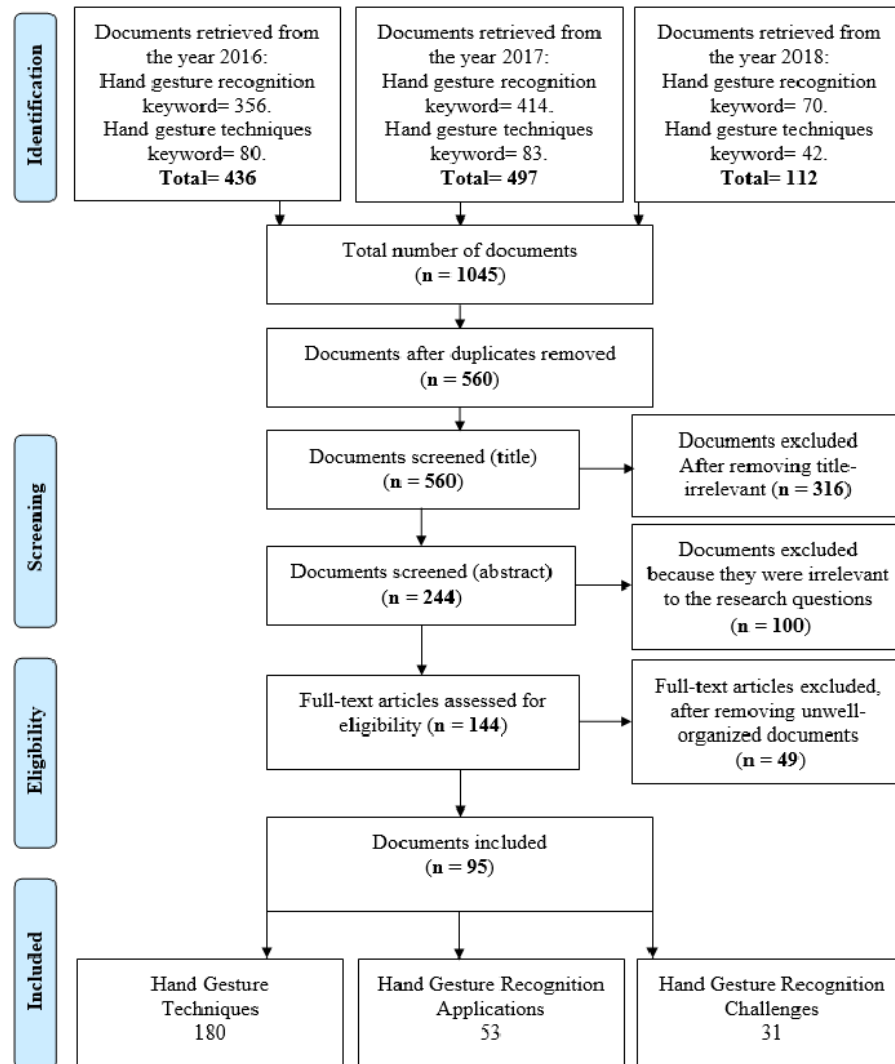 Identification
Documents retrieved from
the year 2016:
Hand gesture recognition
keyword= 356.
Hand gesture techniques
keyword= 80.
Total= 436
Documents retrieved from
the year 2017:
Hand gesture recognition
keyword= 414.
Hand gesture techniques
keyword= 83.
Total= 497
Documents retrieved from
the year 2018:
Hand gesture recognition
keyword= 70.
Hand gesture techniques
keyword= 42.
Total= 112
Total number of documents
(n = 1045)
Documents after duplicates removed
(n = 560)
Screening
Documents screened (title)
(n = 560)
Documents excluded
After removing title-
irrelevant (n = 316)
Documents screened (abstract)
(n = 244)
Documents excluded
because they were irrelevant
to the research questions
(n = 100)
Eligibility
Full-text articles assessed for
eligibility (n = 144)
Full-text articles excluded,
after removing unwell-
organized documents
(n = 49)
Documents included
(n = 95)
Included
Hand Gesture
Techniques
180
Hand Gesture Recognition
Applications
53
Hand Gesture Recognition
Challenges
31